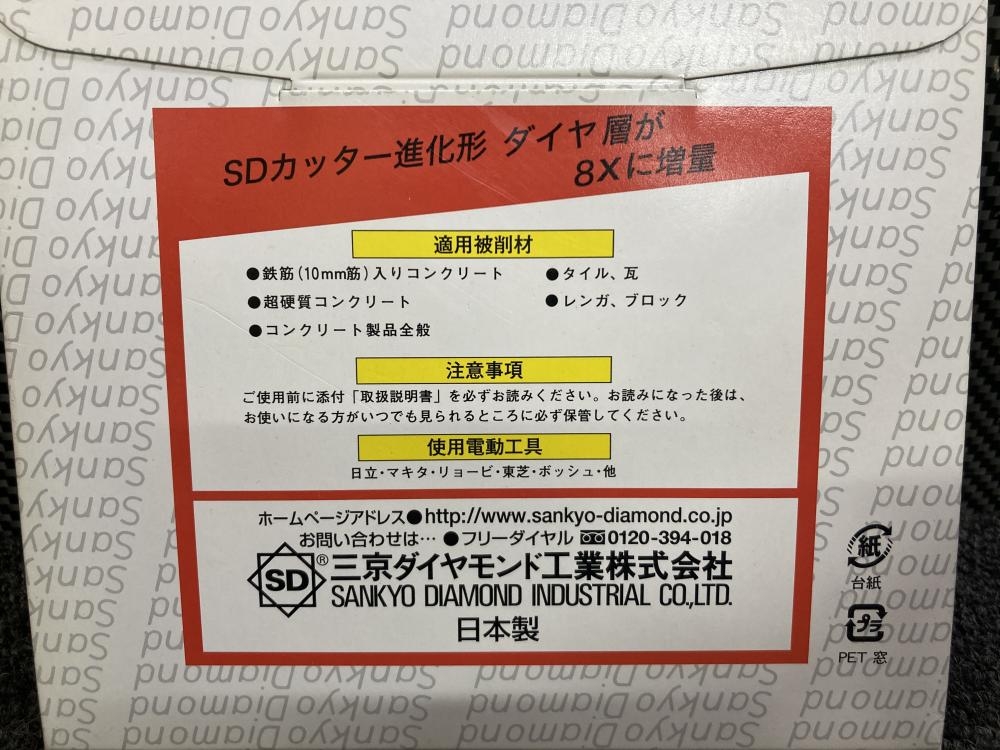 SDカッター進化形 ダイヤ層が
8Xに増量
適用被削材
●鉄筋(10mm筋)入りコンクリート
●タイル、瓦
●超硬質コンクリート
●レンガ、ブロック
●コンクリート製品全般
注意事項
ご使用前に添付「取扱説明書」を必ずお読みください。お読みになった後は、
お使いになる方がいつでも見られるところに必ず保管してください。
使用電動工具
日立・マキタ・リョービ・東芝・ボッシュ・他
ホームページアドレス●http://www.sankyo-diamond.co.jp
お問い合わせは… ●フリーダイヤル 0120-394-018
SD® 三京ダイヤモンド工業株式会社
SANKYO DIAMOND INDUSTRIAL CO.,LTD.
日本製
紙
台紙
プラ
PET 窓
Sankyo Diamond